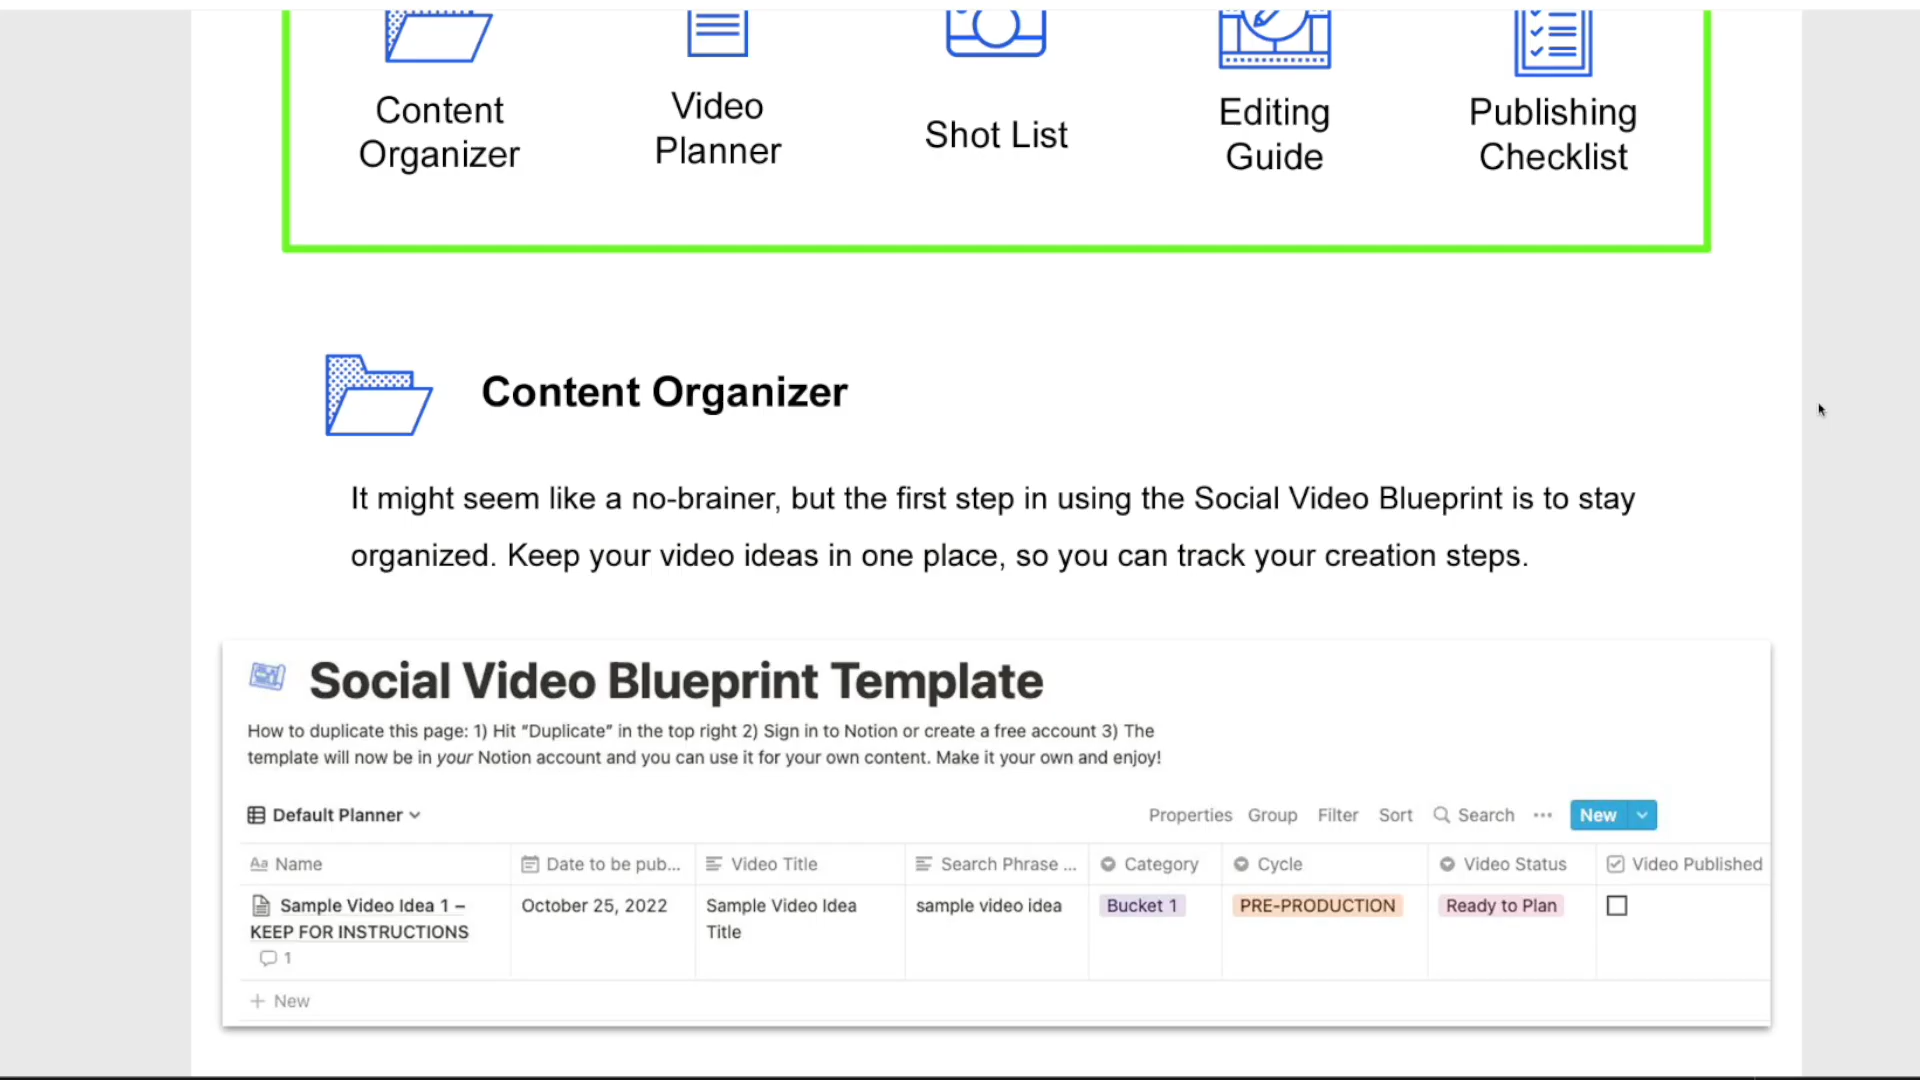 Content
Organizer
Video
Planner
Shot List
Editing
Guide
Publishing
Checklist
Content Organizer
It might seem like a no-brainer, but the first step in using the Social Video Blueprint is to stay
organized. Keep your video ideas in one place, so you can track your creation steps.
Social Video Blueprint Template
How to duplicate this page: 1) Hit “Duplicate” in the top right 2) Sign in to Notion or create a free account 3) The
template will now be in your Notion account and you can use it for your own content. Make it your own and enjoy!
Default Planner Properties Group Filter Sort Search ••• New
Aa Name Date to be pub... Video Title Search Phrase ... Category Cycle Video Status Video Published
Sample Video Idea 1 – October 25, 2022 Sample Video Idea sample video idea Bucket 1 PRE-PRODUCTION Ready to Plan
KEEP FOR INSTRUCTIONS Title
1
+ New